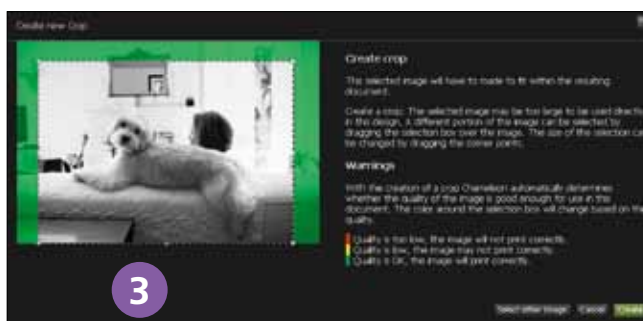 Create new Crop
Create crop
The selected image will have to made to fit within the resulting
document.
Create a crop. The selected image may be too large to be used directly
in this design. A different portion of the image can be selected by
dragging the selection box over the image. The size of the selection can
be changed by dragging the corner points.
Warnings
With the creation of a crop Chameleon automatically determines
whether the quality of the image is good enough for use in this
document. The color around the selection box will change based on the
quality.
Quality is too low, the image will not print correctly.
Quality is low, the image may not print correctly.
Quality is OK, the image will print correctly.
3
Select other image Cancel Create